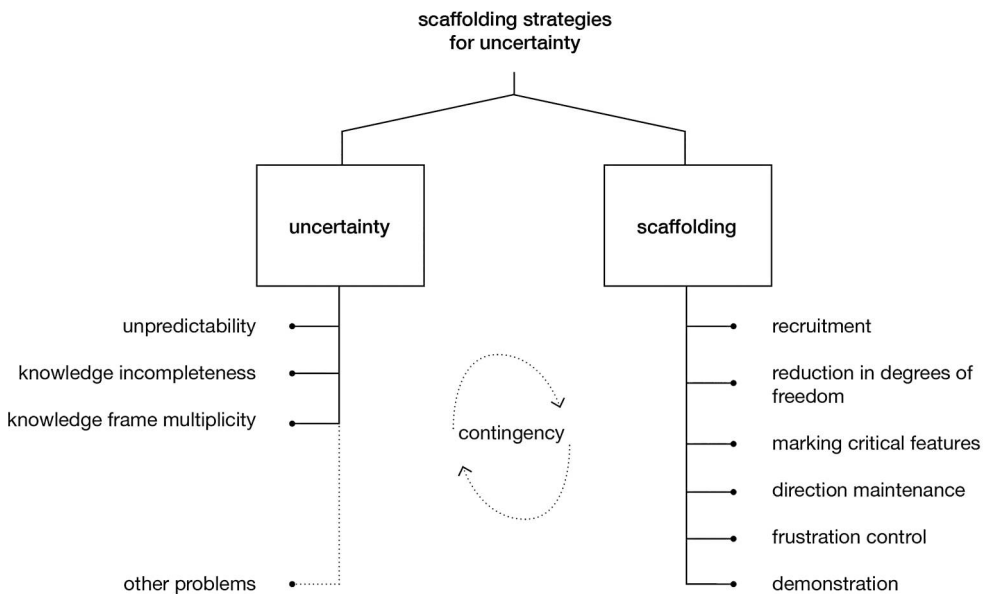 scaffolding strategies
for uncertainty
uncertainty
scaffolding
unpredictability
knowledge incompleteness
knowledge frame multiplicity
other problems
contingency
recruitment
reduction in degrees of
freedom
marking critical features
direction maintenance
frustration control
demonstration